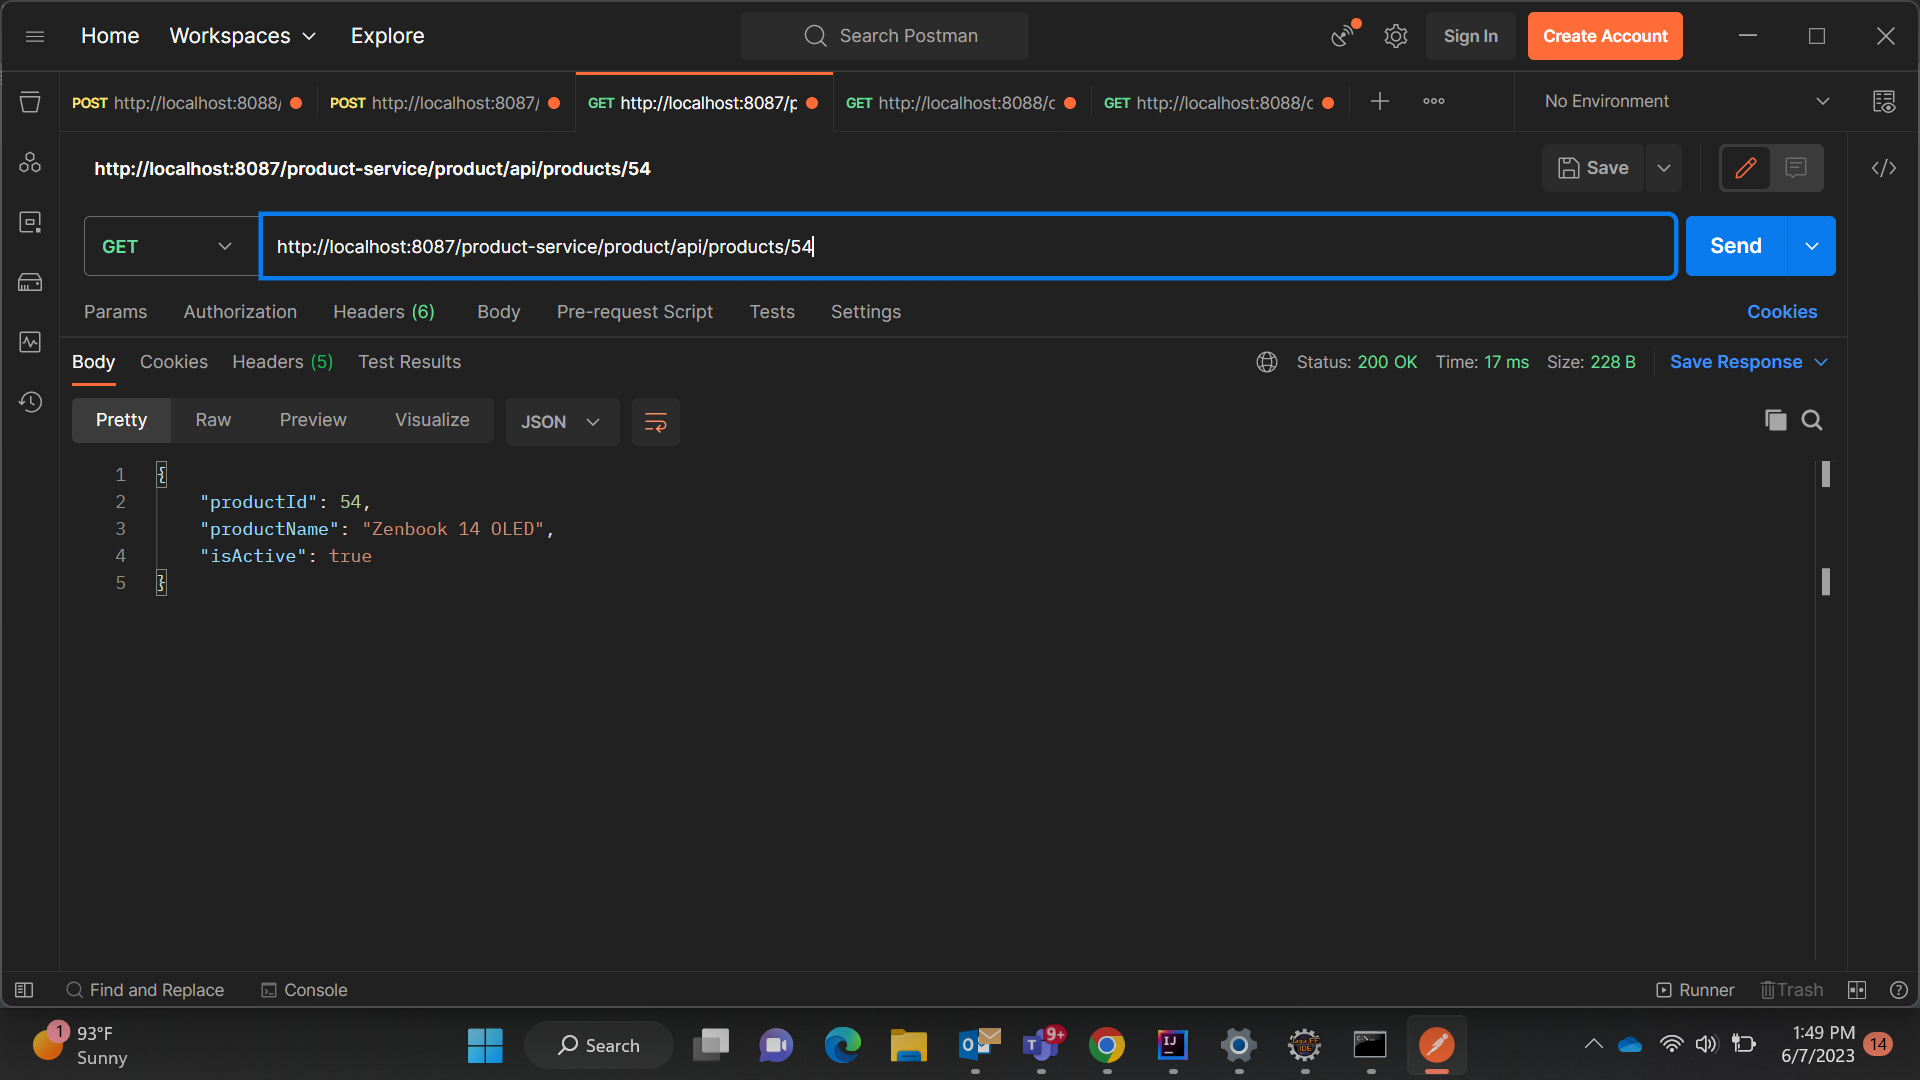 Home Workspaces Explore Search Postman Sign In Create Account
POST http://localhost:8088/ POST http://localhost:8087/ GET http://localhost:8087/p GET http://localhost:8088/c GET http://localhost:8088/c No Environment
http://localhost:8087/product-service/product/api/products/54 Save
GET http://localhost:8087/product-service/product/api/products/54 Send
Params Authorization Headers (6) Body Pre-request Script Tests Settings Cookies
Body Cookies Headers (5) Test Results Status: 200 OK Time: 17 ms Size: 228 B Save Response
Pretty Raw Preview Visualize JSON
1 {
2 "productId": 54,
3 "productName": "Zenbook 14 OLED",
4 "isActive": true
5 }
Find and Replace Console Runner Trash
1 93°F Search 9+ 1:49 PM
Sunny 6/7/2023 14